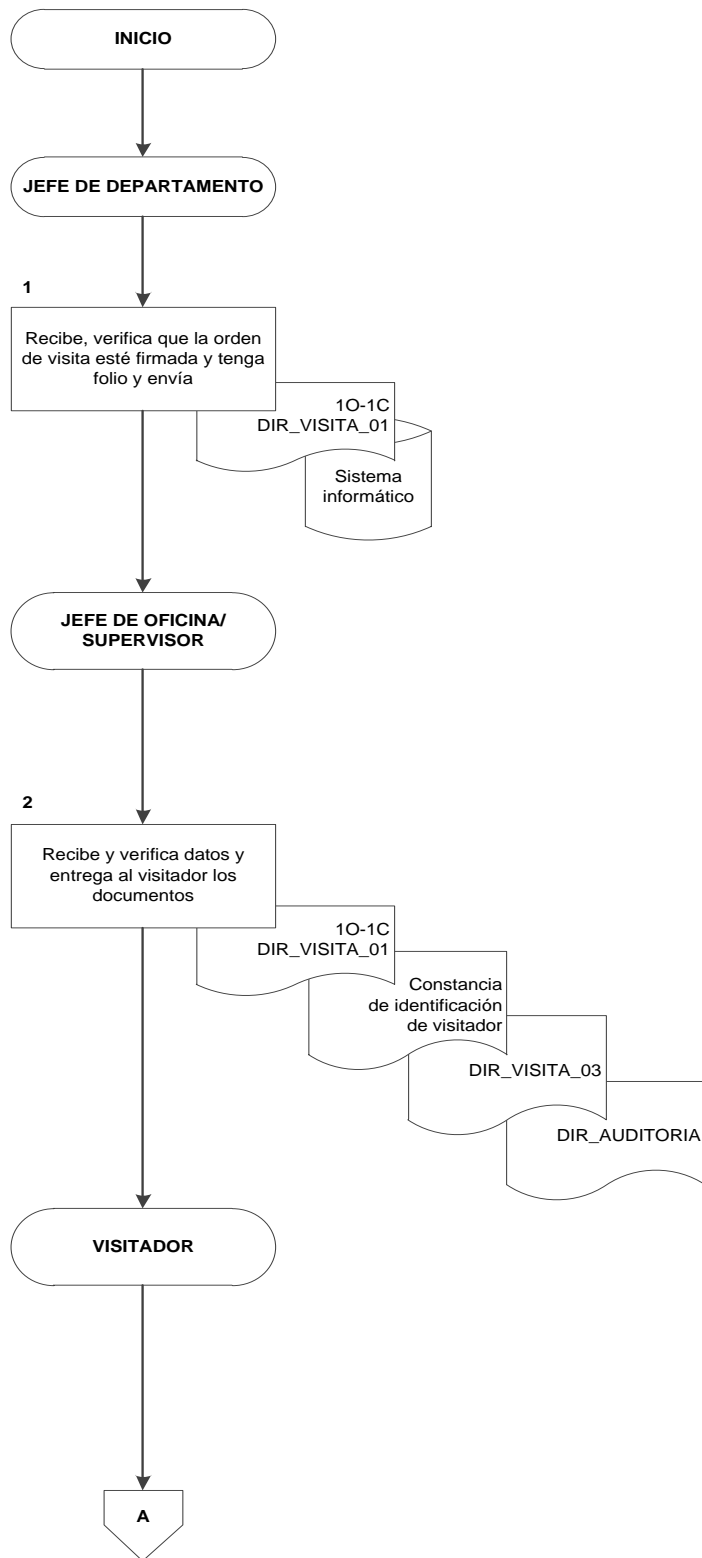 INICIO
JEFE DE DEPARTAMENTO
1
Recibe, verifica que la orden
de visita esté firmada y tenga
folio y envía
1O-1C
DIR_VISITA_01
Sistema
informático
JEFE DE OFICINA/
SUPERVISOR
2
Recibe y verifica datos y
entrega al visitador los
documentos
1O-1C
DIR_VISITA_01
Constancia
de identificación
de visitador
DIR_VISITA_03
DIR_AUDITORIA
VISITADOR
A